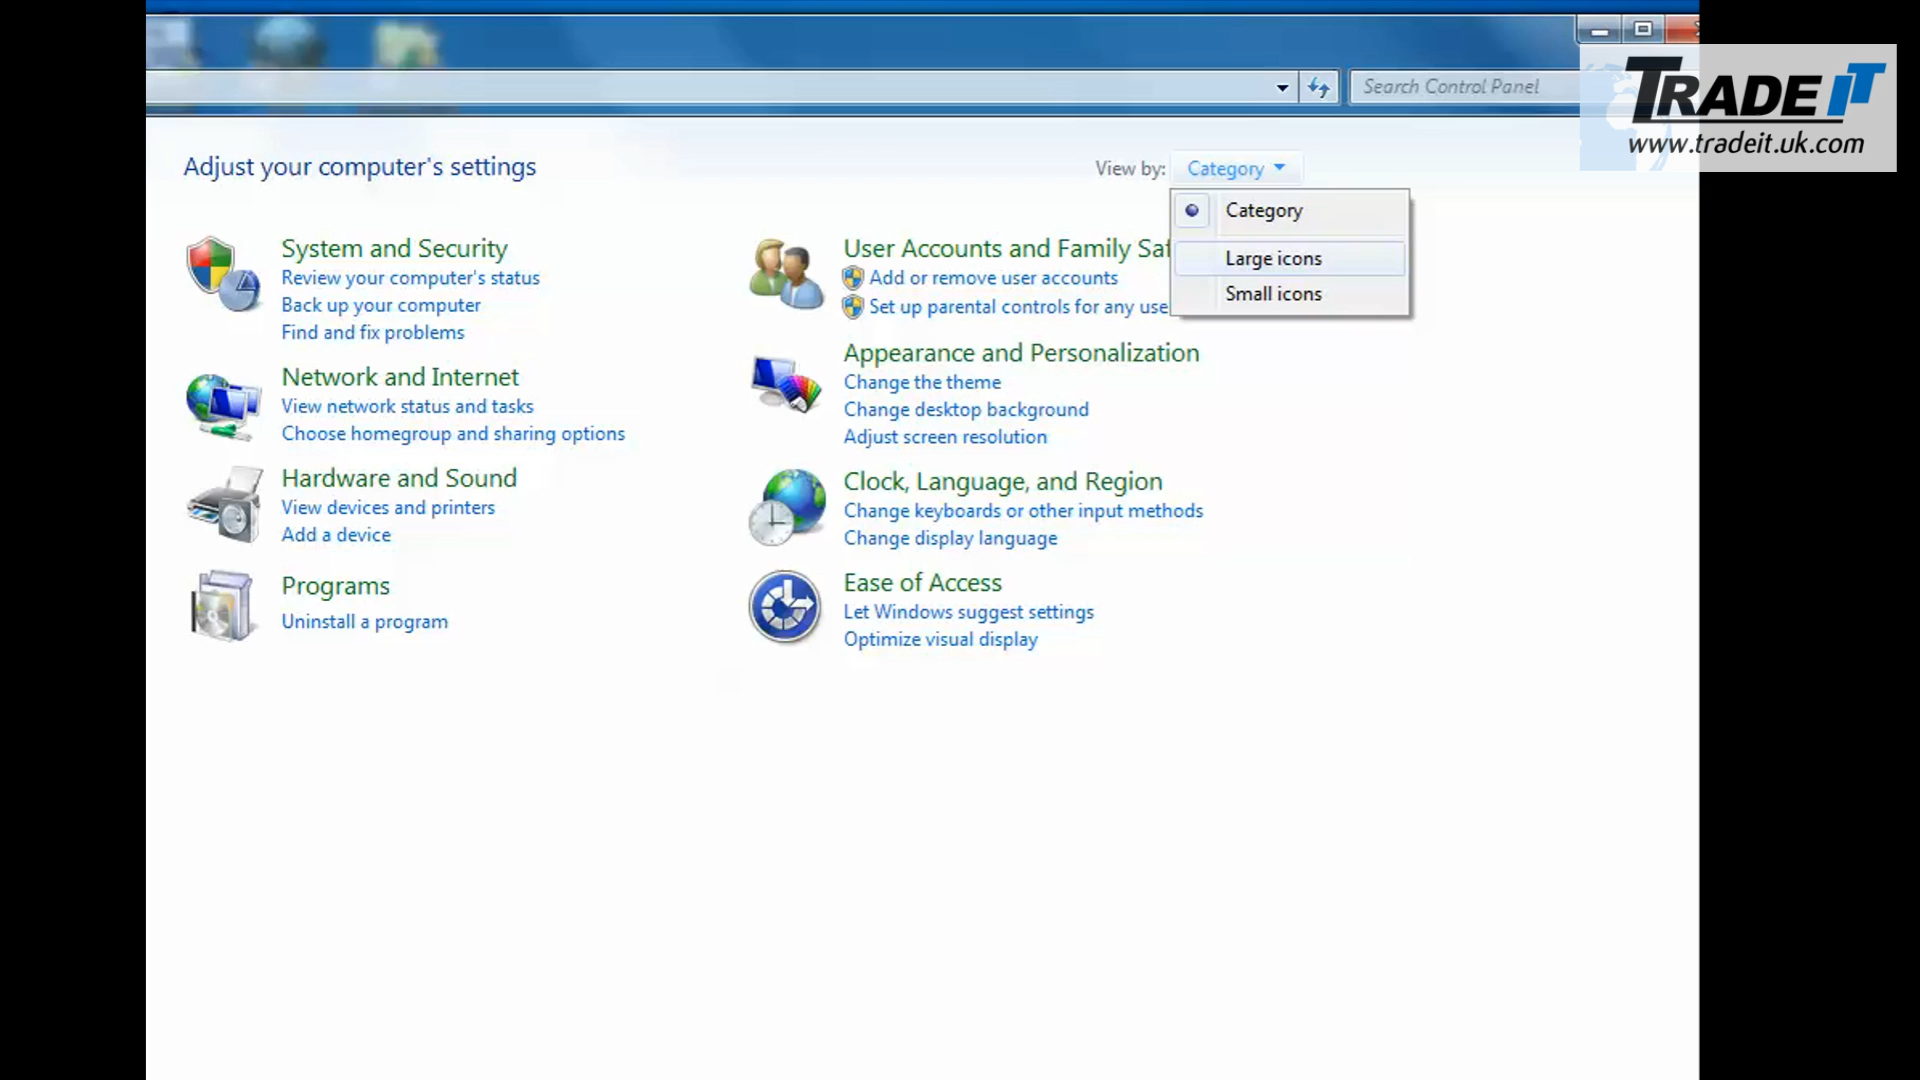 Search Control Panel
TRADE IT
www.tradeit.uk.com
Adjust your computer's settings
View by: Category
Category
Large icons
Small icons
System and Security
Review your computer's status
Back up your computer
Find and fix problems
Network and Internet
View network status and tasks
Choose homegroup and sharing options
Hardware and Sound
View devices and printers
Add a device
Programs
Uninstall a program
User Accounts and Family Saf
Add or remove user accounts
Set up parental controls for any use
Appearance and Personalization
Change the theme
Change desktop background
Adjust screen resolution
Clock, Language, and Region
Change keyboards or other input methods
Change display language
Ease of Access
Let Windows suggest settings
Optimize visual display